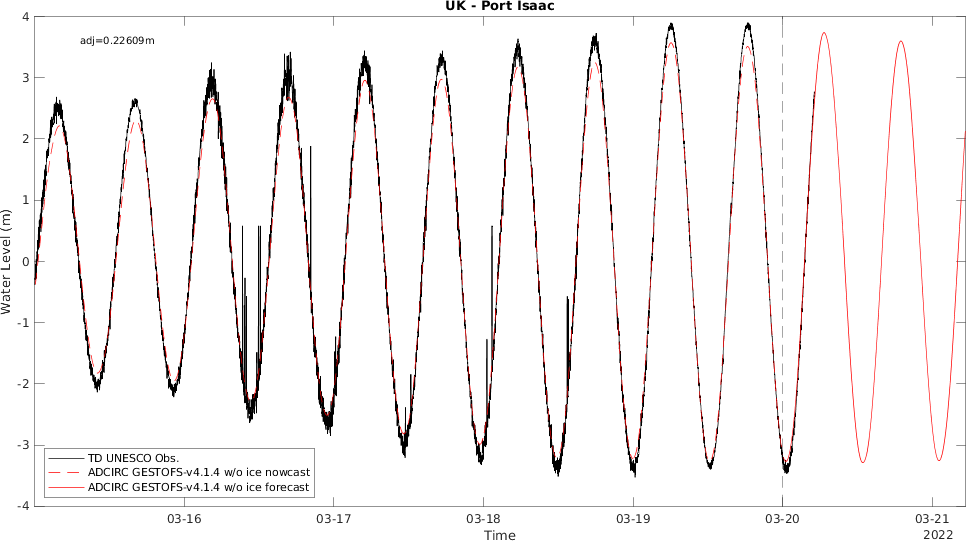 UK - Port Isaac
adj=0.22609m
4
3
2
1
0
-1
-2
-3
-4
Water Level (m)
TD UNESCO Obs.
ADCIRC GESTOFS-v4.1.4 w/o ice nowcast
ADCIRC GESTOFS-v4.1.4 w/o ice forecast
03-16 03-17 03-18 03-19 03-20 03-21
Time
2022